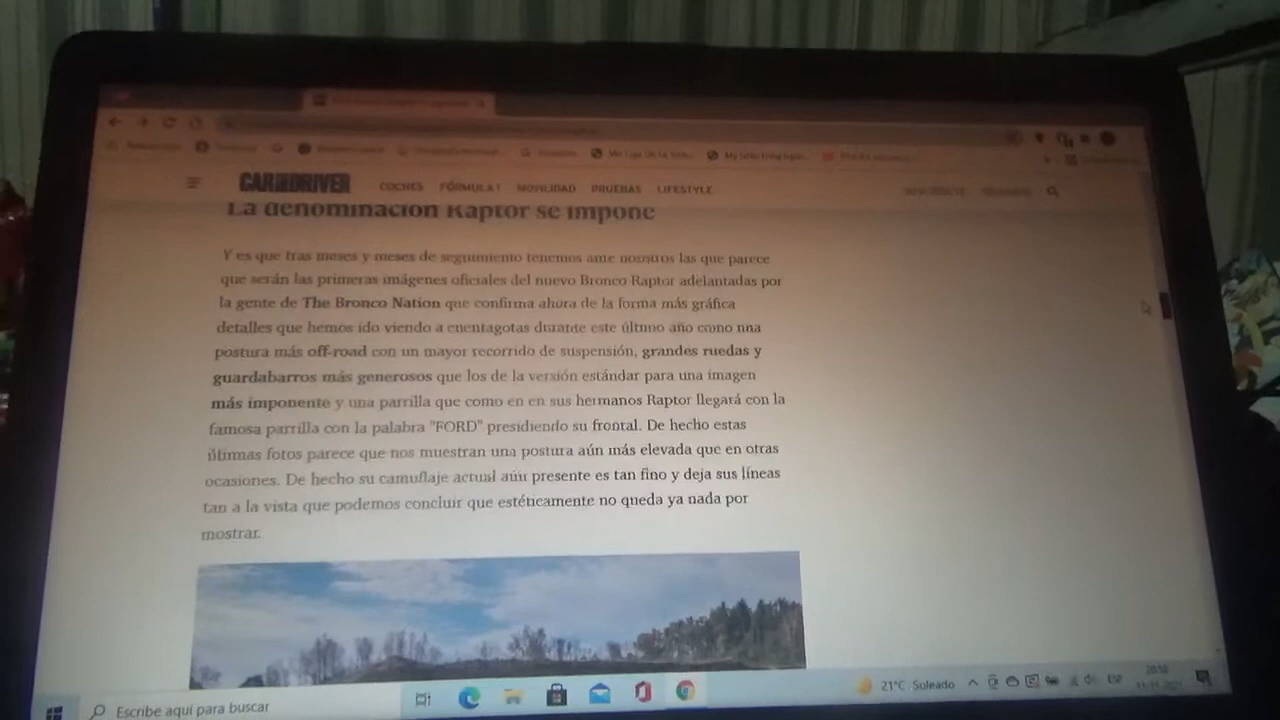 CAR AND DRIVER COCHES FÓRMULA 1 MOVILIDAD PRUEBAS LIFESTYLE
La denominación Raptor se impone
Y es que tras meses y meses de seguimiento tenemos ante nosotros las que parece
que serán las primeras imágenes oficiales del nuevo Bronco Raptor adelantadas por
la gente de The Bronco Nation que confirma ahora de la forma más gráfica
detalles que hemos ido viendo a cuentagotas durante este último año como una
postura más off-road con un mayor recorrido de suspensión, grandes ruedas y
guardabarros más generosos que los de la versión estándar para una imagen
más imponente y una parrilla que como en en sus hermanos Raptor llegará con la
famosa parrilla con la palabra "FORD" presidiendo su frontal. De hecho estas
últimas fotos parece que nos muestran una postura aún más elevada que en otras
ocasiones. De hecho su camuflaje actual aún presente es tan fino y deja sus líneas
tan a la vista que podemos concluir que estéticamente no queda ya nada por
mostrar.
Escribe aquí para buscar
21°C Soleado
ESP